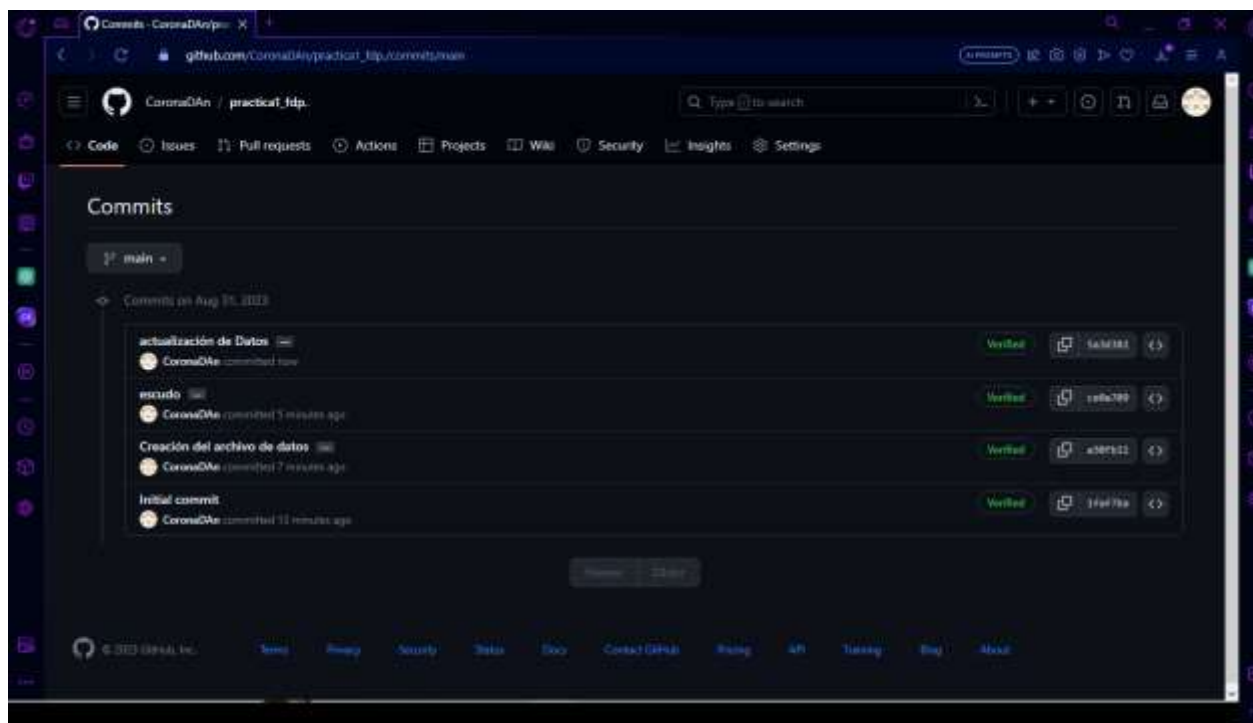 Commits · CoronaDAn/prac
github.com/CoronaDAn/practica1_fdp./commits/main
CoronaDAn / practica1_fdp.
Type / to search
Code Issues Pull requests Actions Projects Wiki Security Insights Settings
Commits
main
Commits on Aug 31, 2023
actualización de Datos
Verified
CoronaDAn committed now
escudo
Verified
CoronaDAn committed 5 minutes ago
Creación del archivo de datos
Verified
CoronaDAn committed 7 minutes ago
Initial commit
Verified
CoronaDAn committed minutes ago
Newer Older
© 2023 GitHub, Inc. Terms Privacy Security Status Docs Contact GitHub Pricing API Training Blog About